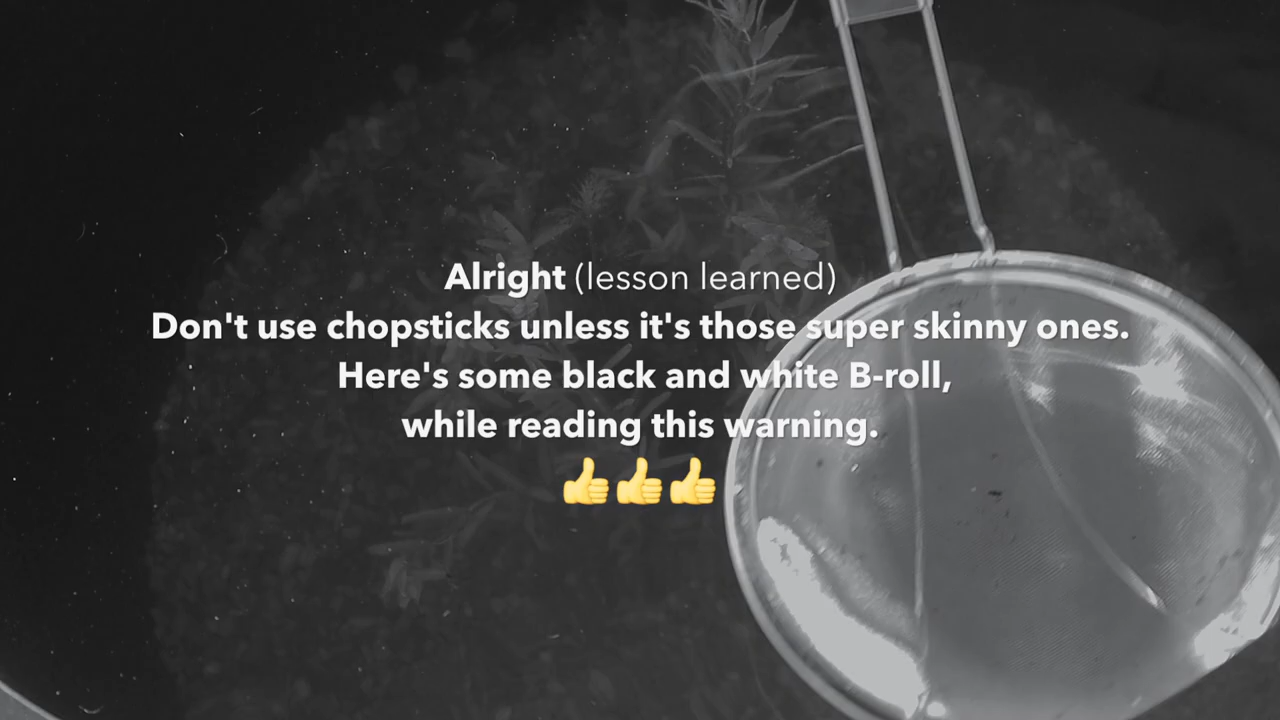 Alright (lesson learned)
Don't use chopsticks unless it's those super skinny ones.
Here's some black and white B-roll,
while reading this warning.
👍👍👍